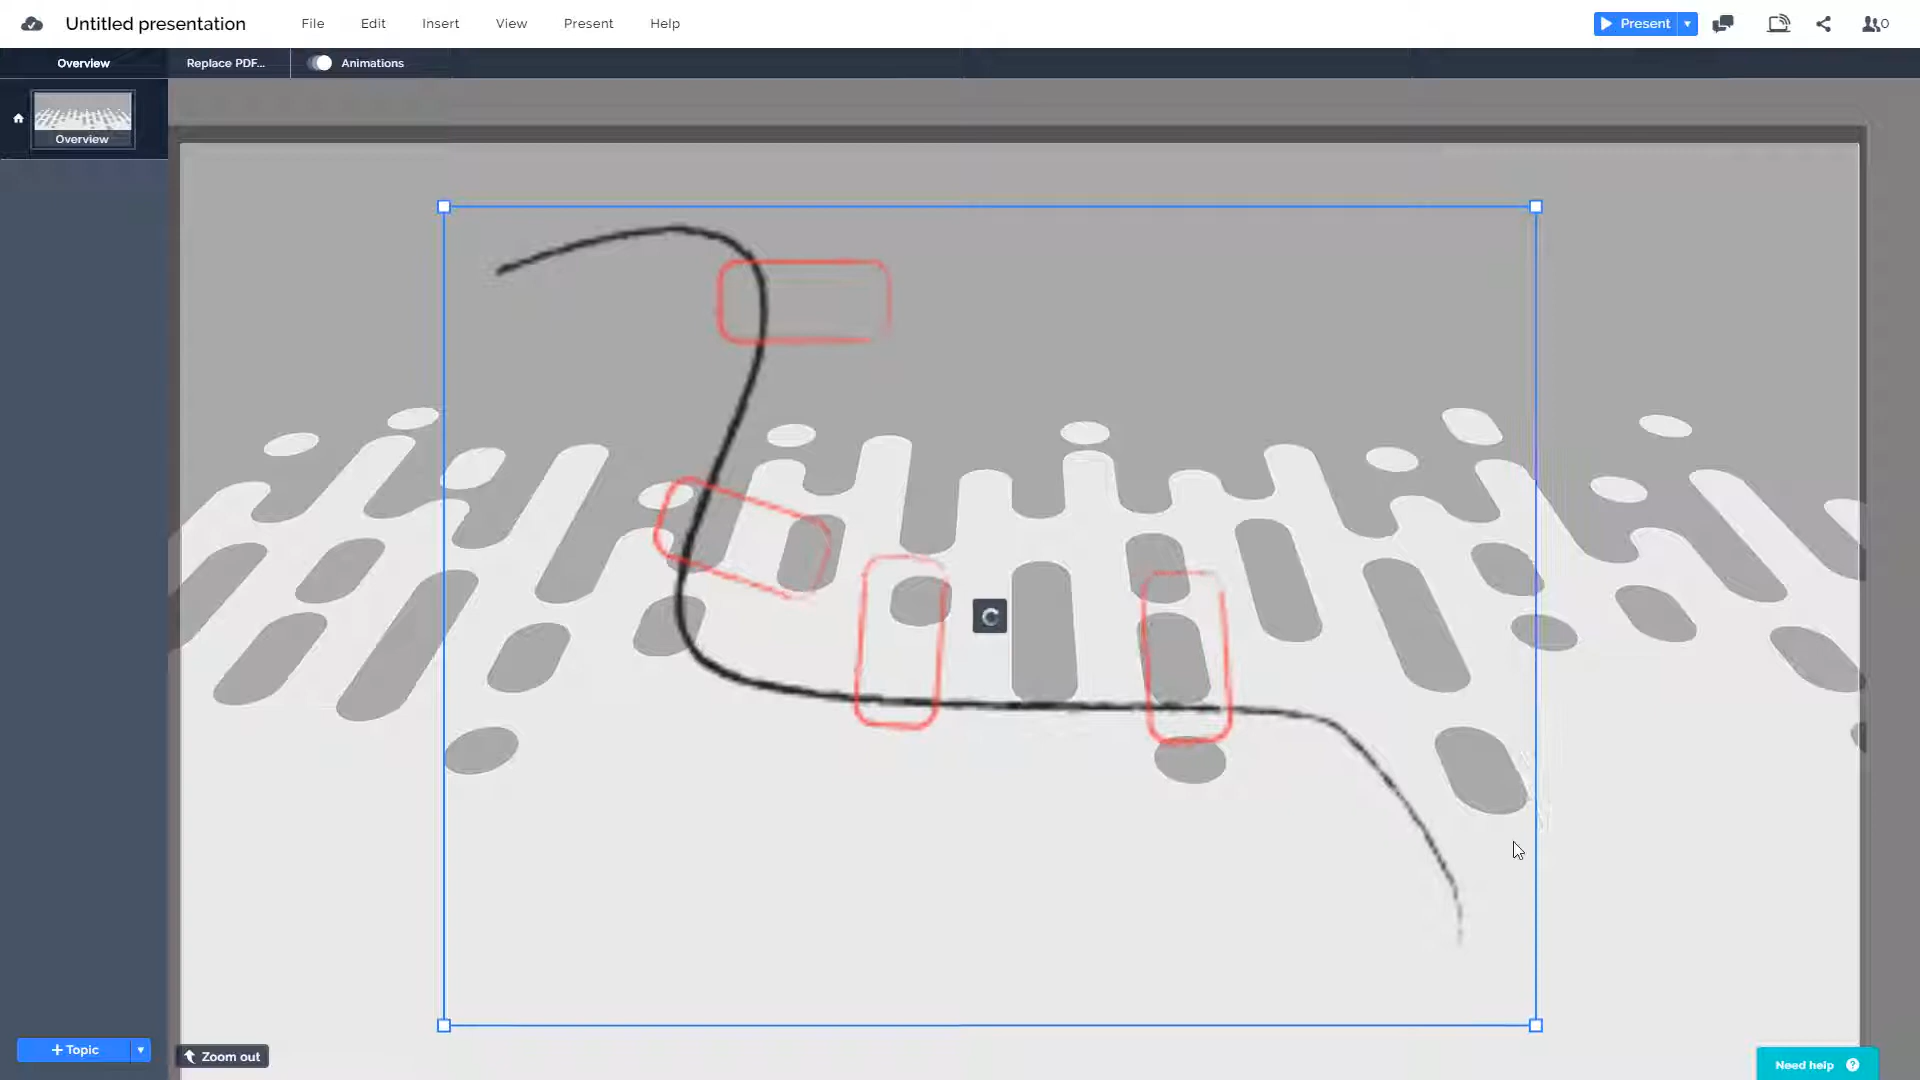 Untitled presentation File Edit Insert View Present Help Present 0
Overview Replace PDF... Animations
Overview
+ Topic
Zoom out
Need help ?